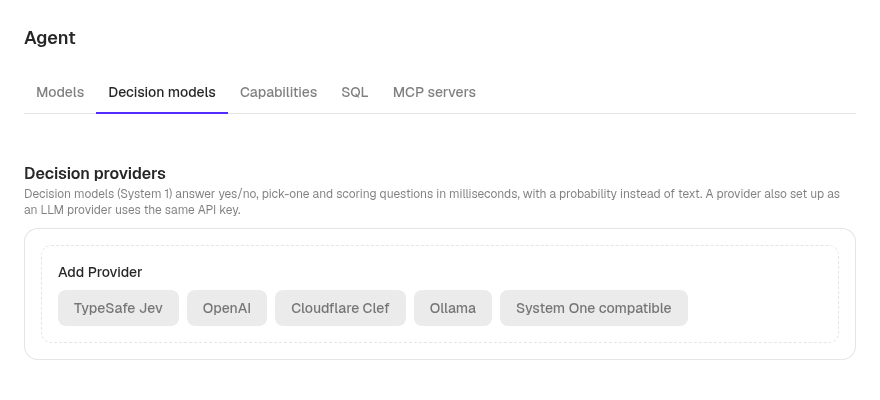 Agent
Models Decision models Capabilities SQL MCP servers
Decision providers
Decision models (System 1) answer yes/no, pick-one and scoring questions in milliseconds, with a probability instead of text. A provider also set up as
an LLM provider uses the same API key.
Add Provider
TypeSafe Jev OpenAI Cloudflare Clef Ollama System One compatible